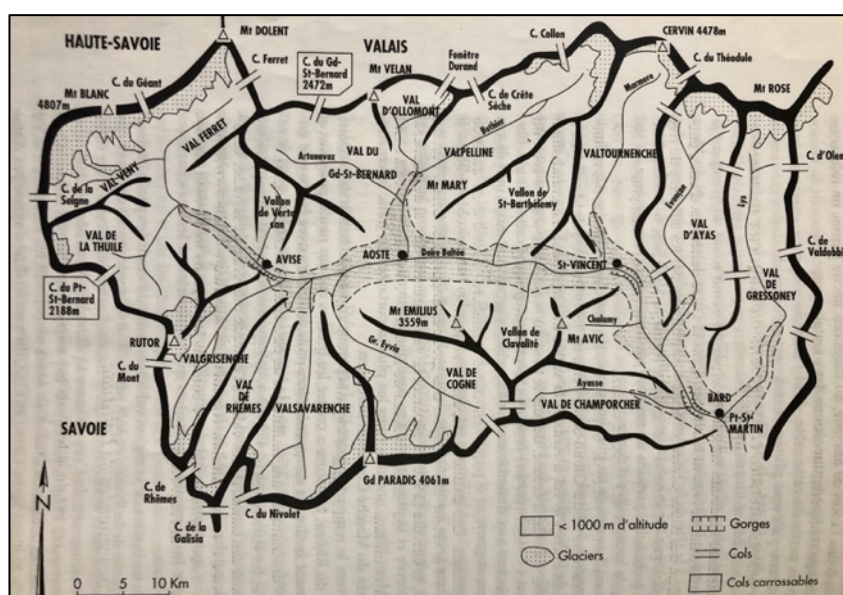 HAUTE-SAVOIE
Mt DOLENT
C. Ferret
VALAIS
C. du Gd-
St-BERNARD
2472m
Mt VELAN
Fenêtre
Durand
C. Collon
CERVIN 4478m
C. du Théodule
Mt ROSE
Mt BLANC
4807m
C. du Géant
C. de Crête
Sèche
VAL
D'OLLOMONT
Marmore
VAL FERRET
VAL VENY
C. de la
Seigne
Artanavaz
VAL DU
Gd-St-BERNARD
VALPELLINE
Buthier
VALTOURNENCHE
C. d'Olen
Mt MARY
Vallon
de Verto
san
Vallon de
St-Barthélemy
Evançon
Lys
VAL DE
LA THUILE
VAL
D'AYAS
AVISE
AOSTE
Doire Baltée
St-VINCENT
C. de
Valdobbi
VAL
DE
GRESSONEY
C. du Pt-
St-BERNARD
2188m
Mt EMILIUS
3559m
Vallon de
Clavalité
Chalamy
Mt AVIC
RUTOR
VALGRISENCHE
Gr. Eyvia
C. du
Mont
VAL
DE
RHEMES
VALSAVARENCHE
VAL DE
COGNE
Ayasse
VAL DE CHAMPORCHER
BARD
Pt-St-
MARTIN
SAVOIE
C. de
Rhêmes
C. du Nivolet
Gd PARADIS 4061m
C. de la
Galisia
N
0 5 10 Km
< 1000 m d'altitude
Gorges
Glaciers
Cols
Cols carrossables